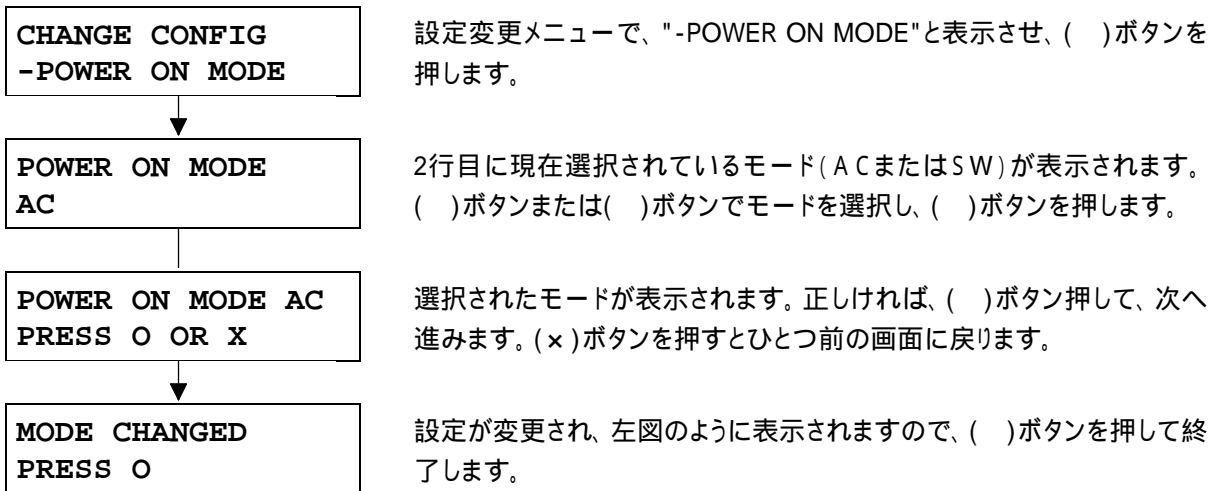 CHANGE CONFIG
-POWER ON MODE
設定変更メニューで、"-POWER ON MODE"と表示させ、(　)ボタンを
押します。
POWER ON MODE
AC
2行目に現在選択されているモード(ACまたはSW)が表示されます。
(　)ボタンまたは(　)ボタンでモードを選択し、(　)ボタンを押します。
POWER ON MODE AC
PRESS O OR X
選択されたモードが表示されます。正しければ、(　)ボタン押して、次へ
進みます。(×)ボタンを押すとひとつ前の画面に戻ります。
MODE CHANGED
PRESS O
設定が変更され、左図のように表示されますので、(　)ボタンを押して終
了します。